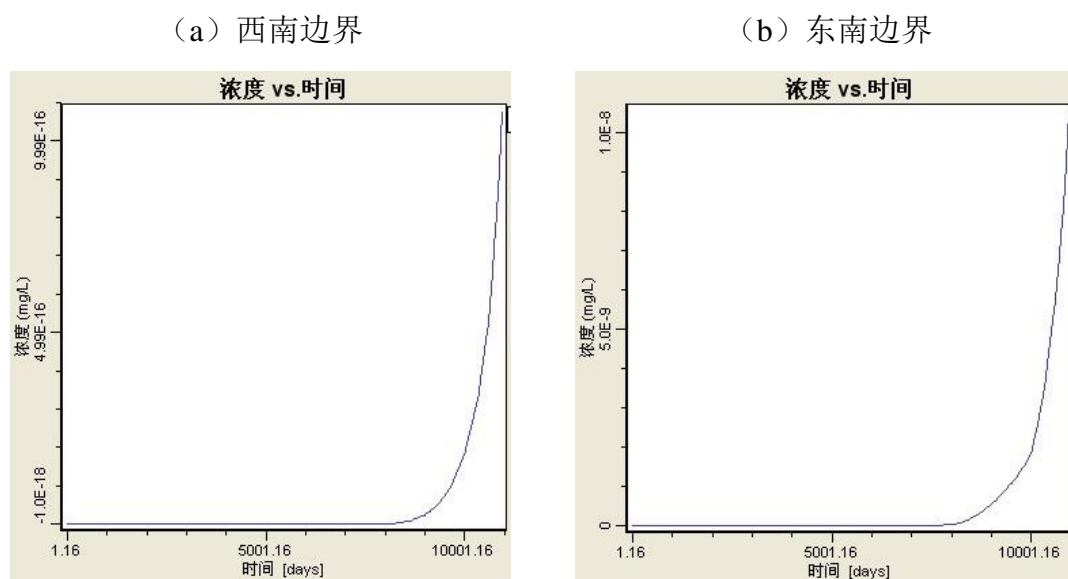 （a）西南边界
（b）东南边界
浓度 vs.时间
浓度 (mg/L)
9.99E-16
4.99E-16
-1.0E-18
1.16
5001.16
10001.16
时间 [days]
浓度 vs.时间
浓度 (mg/L)
1.0E-8
5.0E-9
0
1.16
5001.16
10001.16
时间 [days]